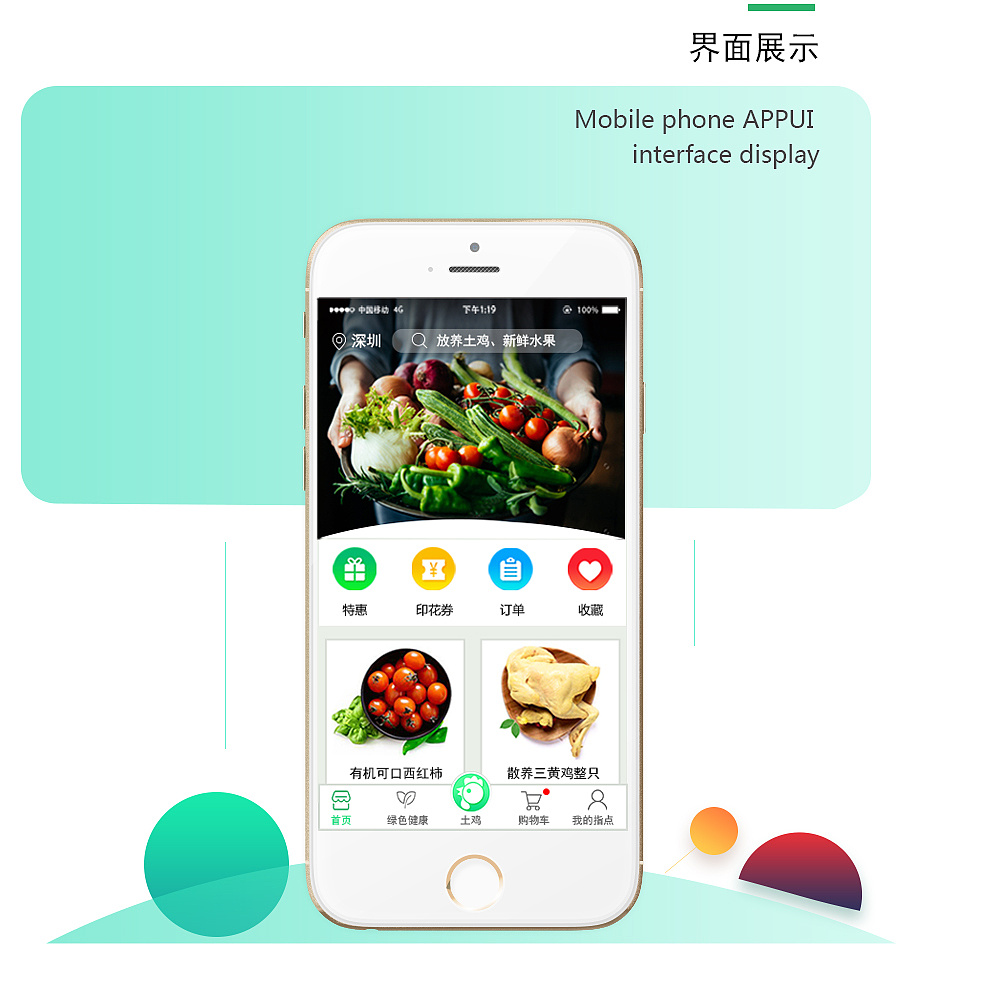 界面展示
Mobile phone APPUI
interface display
中国移动 4G 下午1:19 100%
深圳 放养土鸡、新鲜水果
特惠 印花券 订单 收藏
有机可口西红柿 散养三黄鸡整只
首页 绿色健康 土鸡 购物车 我的指点